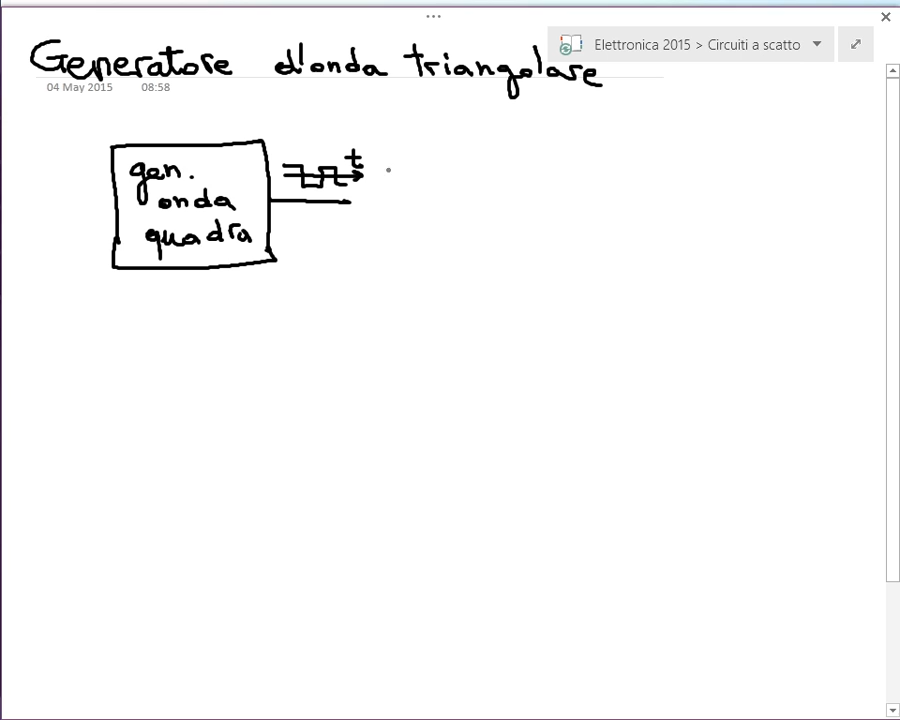 Generatore d'onda triangolare
Elettronica 2015 > Circuiti a scatto
04 May 2015 08:58
gen.
onda
quadra
t